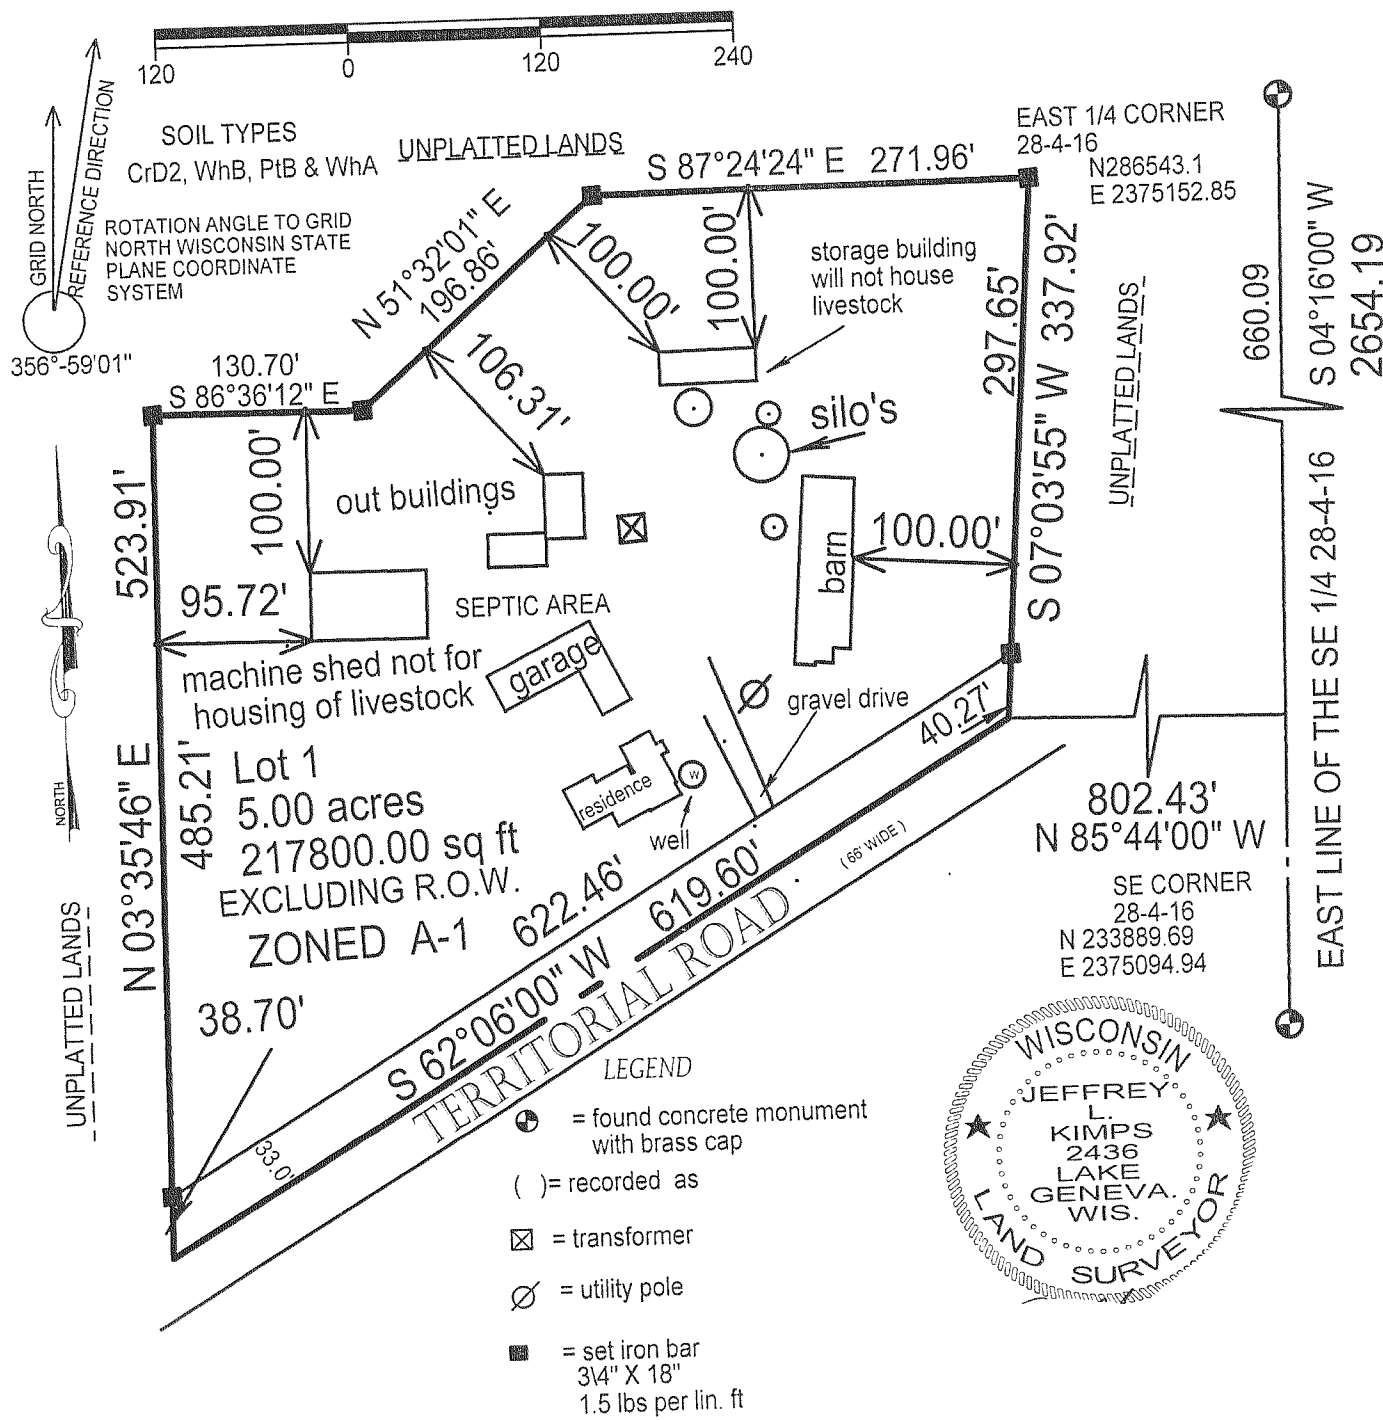 120 0 120 240
GRID NORTH
REFERENCE DIRECTION
356°-59'01"
SOIL TYPES
CrD2, WhB, PtB & WhA
ROTATION ANGLE TO GRID
NORTH WISCONSIN STATE
PLANE COORDINATE
SYSTEM
UNPLATTED LANDS
S 87°24'24" E 271.96'
EAST 1/4 CORNER
28-4-16
N286543.1
E 2375152.85
N 51°32'01" E
196.86'
100.00'
100.00'
storage building
will not house
livestock
297.65'
S 07°03'55" W 337.92'
UNPLATTED LANDS
660.09
S 04°16'00" W
2654.19
EAST LINE OF THE SE 1/4 28-4-16
130.70'
S 86°36'12" E
106.31'
silo's
523.91'
100.00'
out buildings
barn
100.00'
95.72'
SEPTIC AREA
machine shed not for
housing of livestock
garage
gravel drive
40.27'
NORTH
N 03°35'46" E
485.21'
Lot 1
5.00 acres
217800.00 sq ft
EXCLUDING R.O.W.
ZONED A-1
residence
W
well
802.43'
N 85°44'00" W
( 66' WIDE )
622.46'
619.60'
S 62°06'00" W
TERRITORIAL ROAD
SE CORNER
28-4-16
N 233889.69
E 2375094.94
UNPLATTED LANDS
38.70'
33.0'
LEGEND
= found concrete monument
with brass cap
( )= recorded as
= transformer
= utility pole
= set iron bar
3\4" X 18"
1.5 lbs per lin. ft
WISCONSIN
JEFFREY
L.
KIMPS
2436
LAKE
GENEVA.
WIS.
LAND SURVEYOR